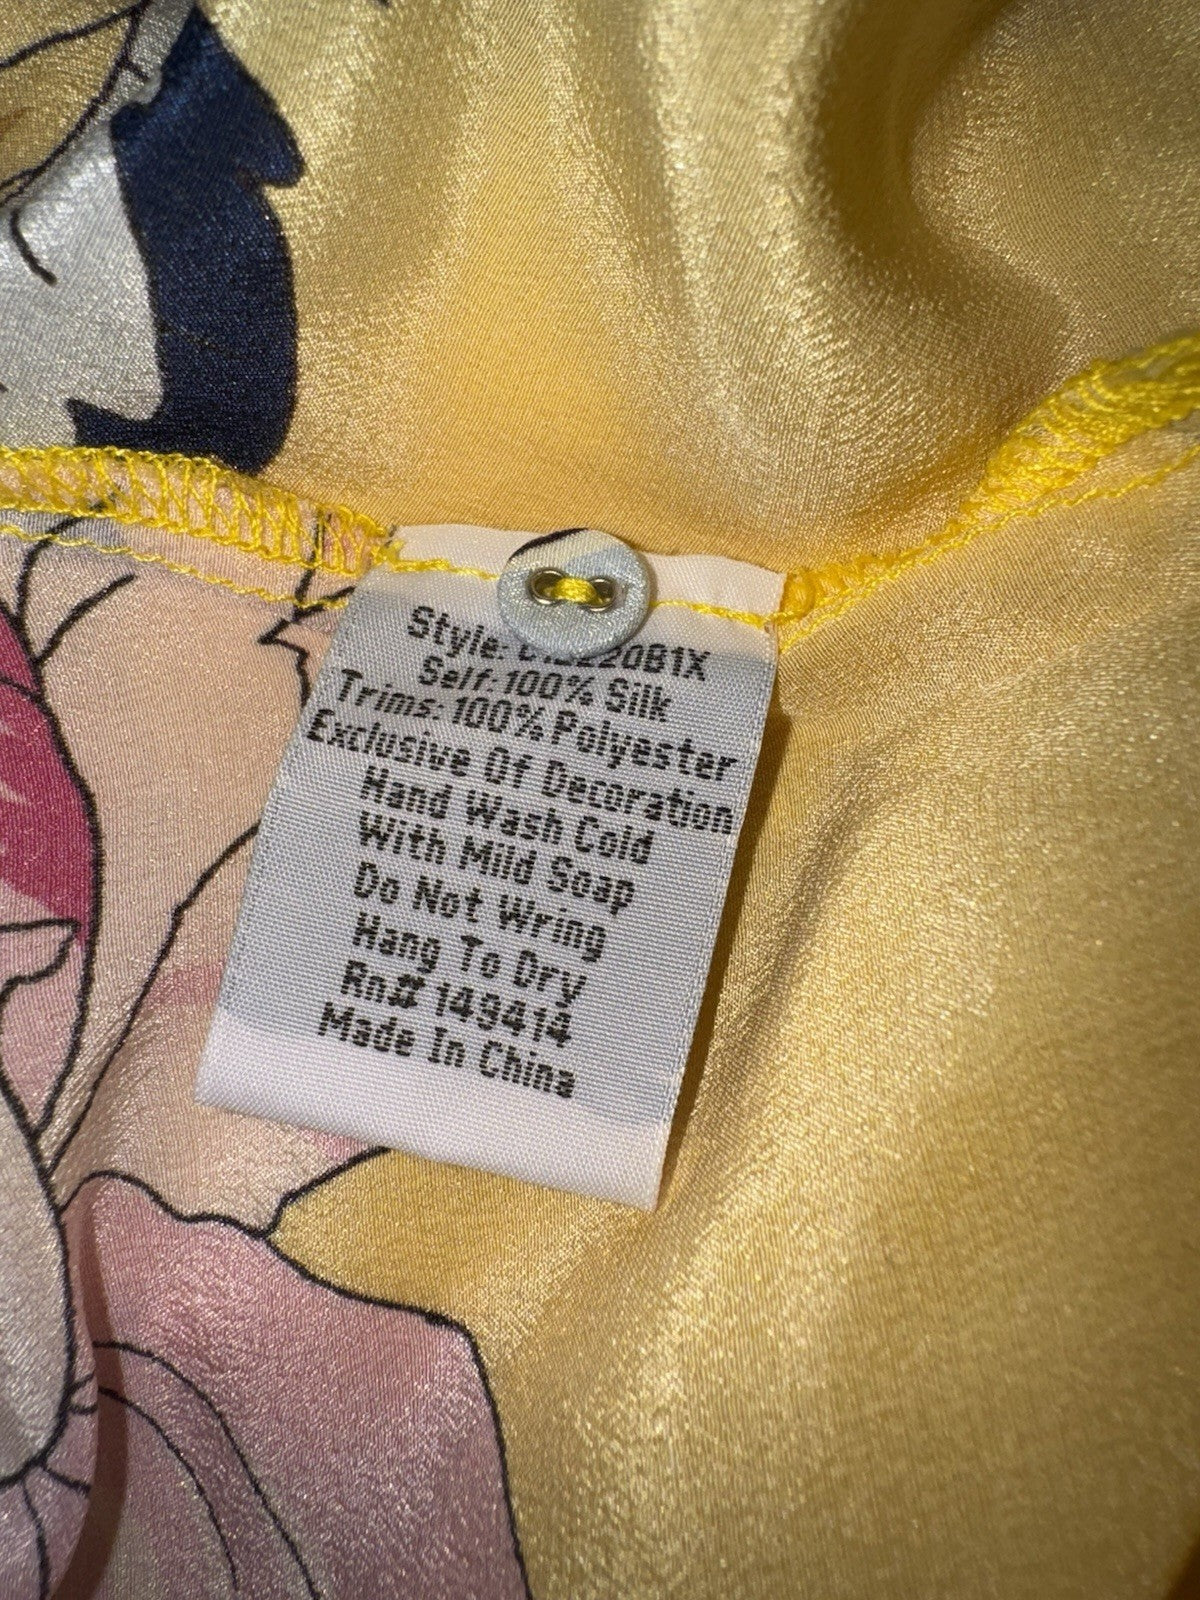 Style:
Self:100% Silk
Trims:100% Polyester
Exclusive Of Decoration
Hand Wash Cold
With Mild Soap
Do Not Wring
Hang To Dry
Rn# 149414
Made In China